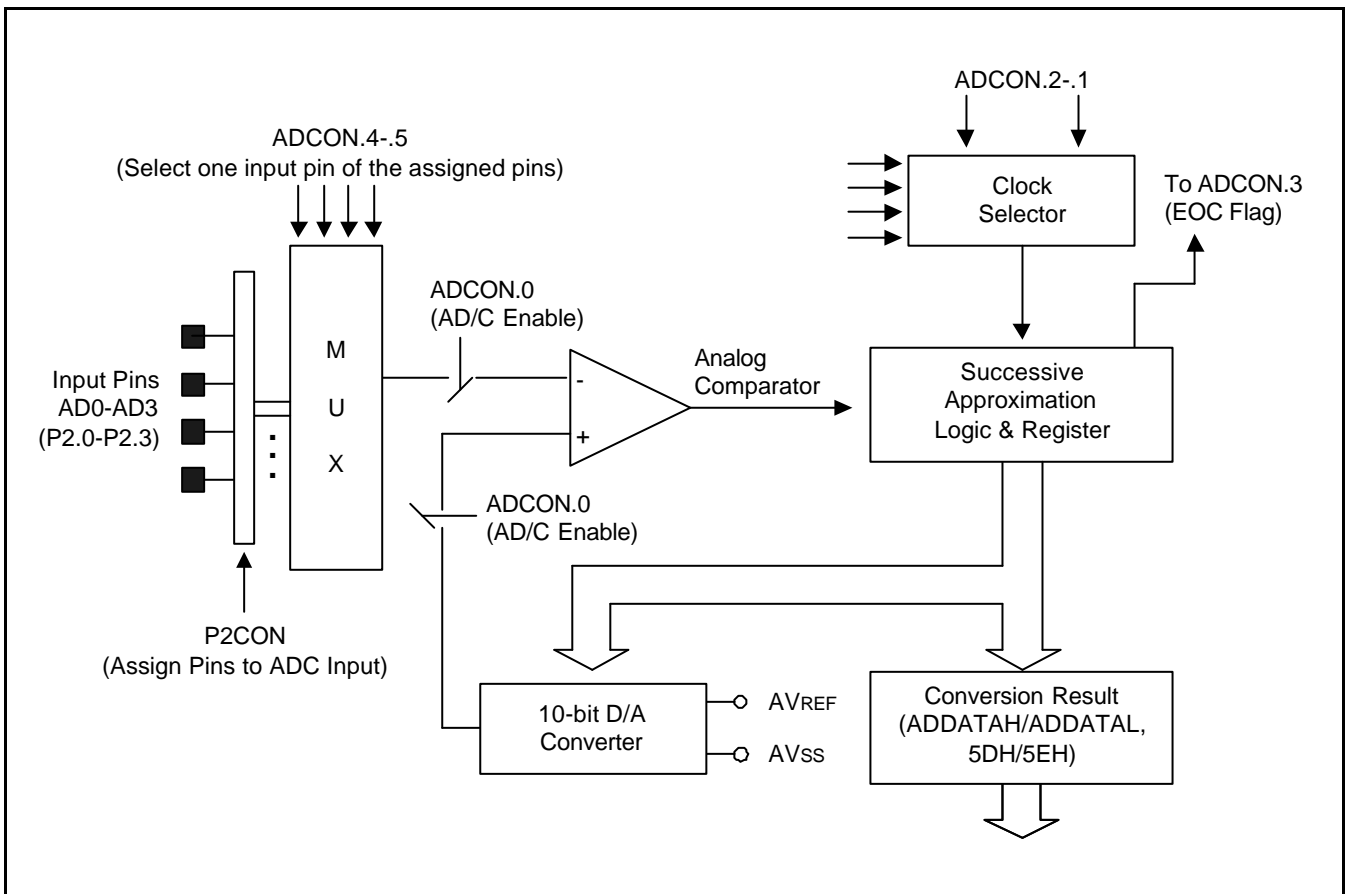 ADCON.2-.1
ADCON.4-.5
(Select one input pin of the assigned pins)
Clock
Selector
To ADCON.3
(EOC Flag)
ADCON.0
(AD/C Enable)
M
U
X
Input Pins
AD0-AD3
(P2.0-P2.3)
-
+
Analog
Comparator
Successive
Approximation
Logic & Register
ADCON.0
(AD/C Enable)
P2CON
(Assign Pins to ADC Input)
10-bit D/A
Converter
AVREF
AVSS
Conversion Result
(ADDATAH/ADDATAL,
5DH/5EH)